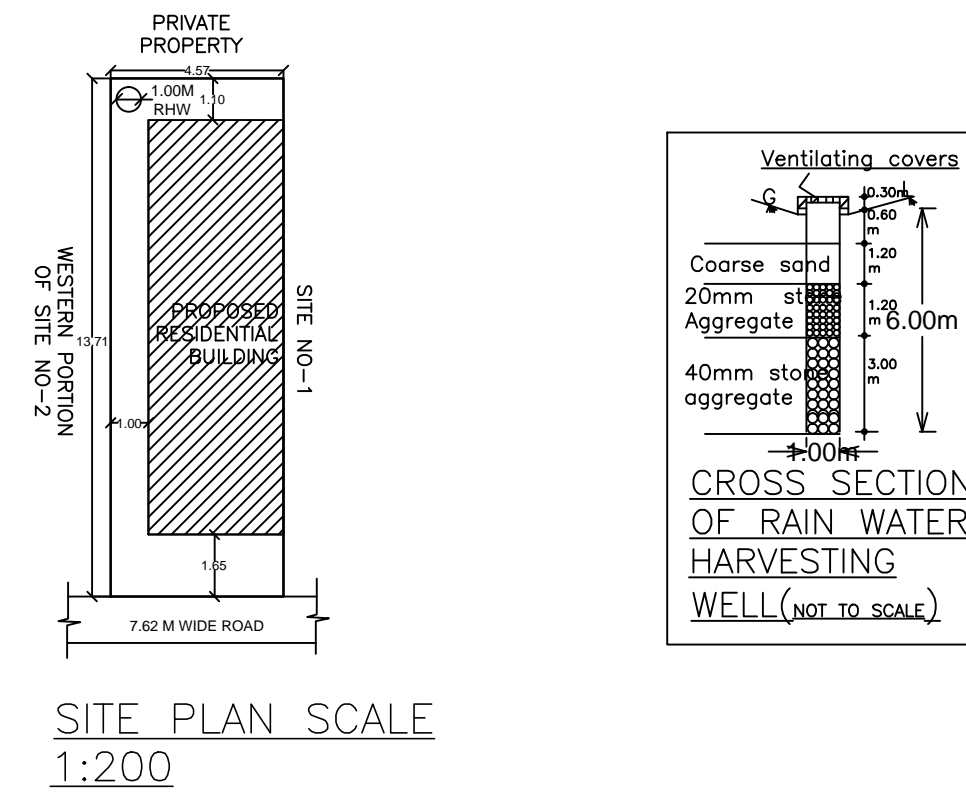 PRIVATE
PROPERTY
4.57
1.00M
RHW
1.10
WESTERN PORTION
OF SITE NO-2
13.71
PROPOSED
RESIDENTIAL
BUILDING
SITE NO-1
1.00
1.65
7.62 M WIDE ROAD
SITE PLAN SCALE
1:200
Ventilating covers
G
L
0.30m
0.60
m
Coarse sand
1.20
m
20mm stone
Aggregate
1.20
m
6.00m
40mm stone
aggregate
3.00
m
1.00m
CROSS SECTION
OF RAIN WATER
HARVESTING
WELL(NOT TO SCALE)